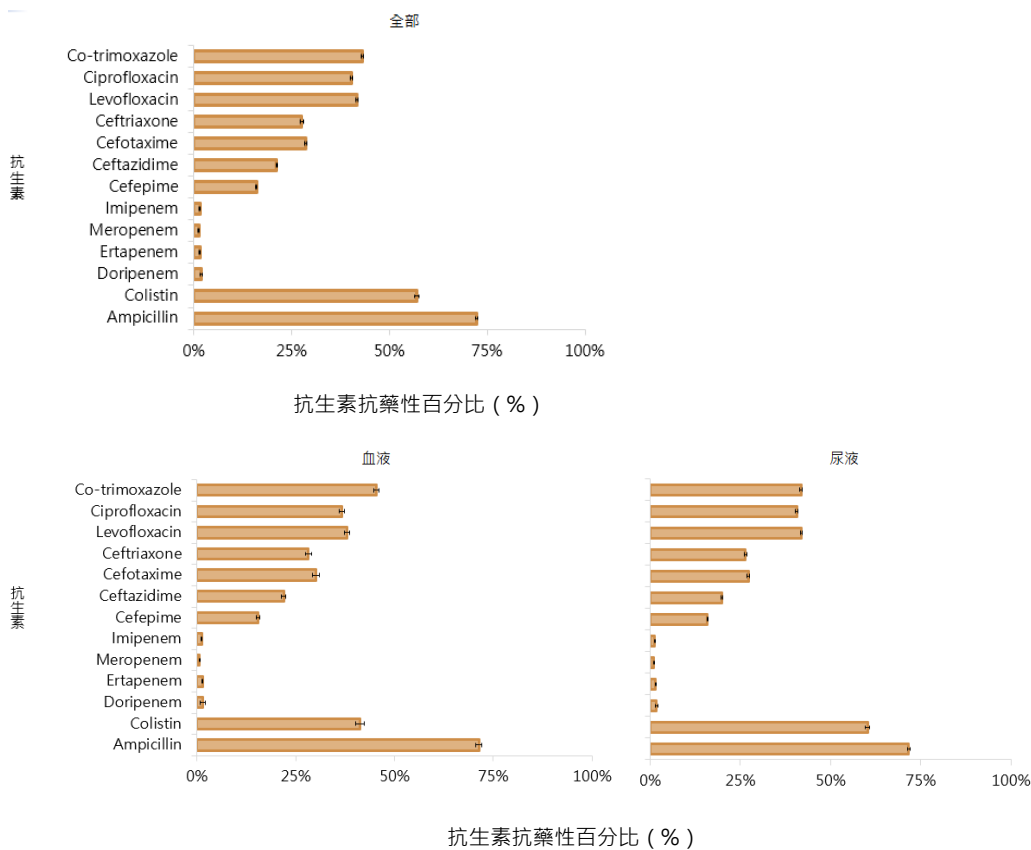 全部
抗生素
Co-trimoxazole
Ciprofloxacin
Levofloxacin
Ceftriaxone
Cefotaxime
Ceftazidime
Cefepime
Imipenem
Meropenem
Ertapenem
Doripenem
Colistin
Ampicillin
0% 25% 50% 75% 100%
抗生素抗藥性百分比（%）
血液
抗生素
Co-trimoxazole
Ciprofloxacin
Levofloxacin
Ceftriaxone
Cefotaxime
Ceftazidime
Cefepime
Imipenem
Meropenem
Ertapenem
Doripenem
Colistin
Ampicillin
0% 25% 50% 75% 100%
尿液
0% 25% 50% 75% 100%
抗生素抗藥性百分比（%）